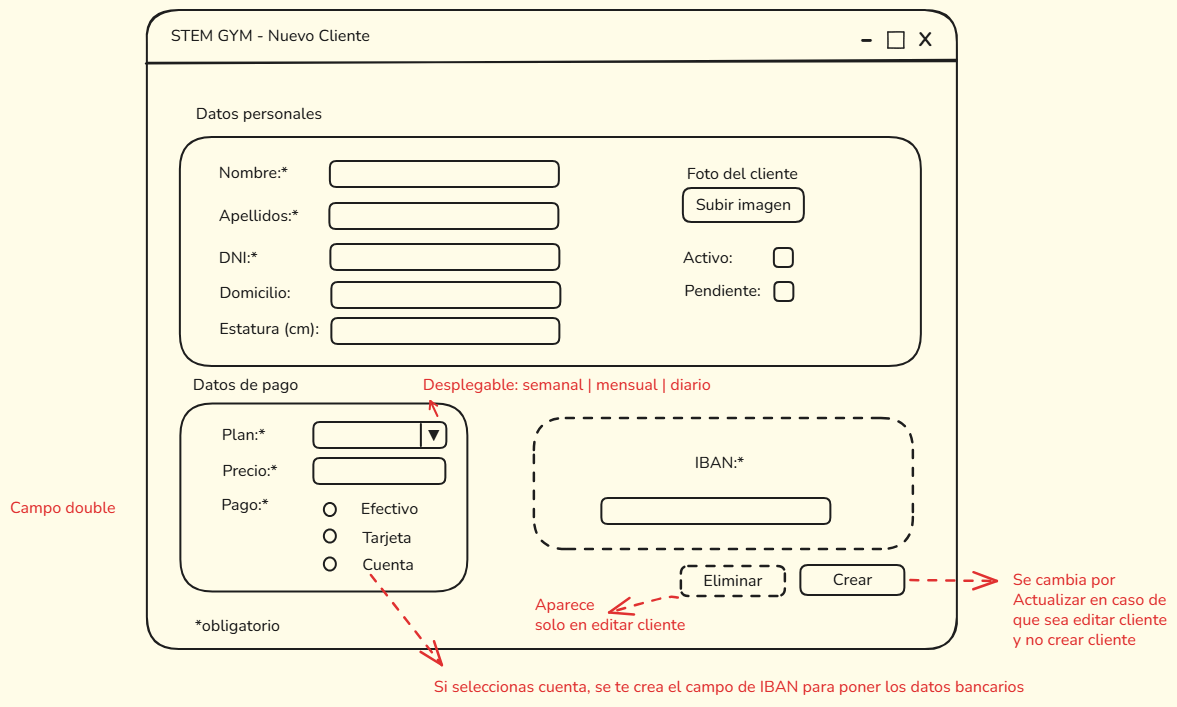 STEM GYM - Nuevo Cliente
Datos personales
Nombre:*
Apellidos:*
DNI:*
Domicilio:
Estatura (cm):
Foto del cliente
Subir imagen
Activo:
Pendiente:
Datos de pago
Desplegable: semanal | mensual | diario
Plan:*
Precio:*
Pago:*
Efectivo
Tarjeta
Cuenta
Campo double
IBAN:*
Eliminar
Crear
Aparece
solo en editar cliente
Se cambia por
Actualizar en caso de
que sea editar cliente
y no crear cliente
*obligatorio
Si seleccionas cuenta, se te crea el campo de IBAN para poner los datos bancarios